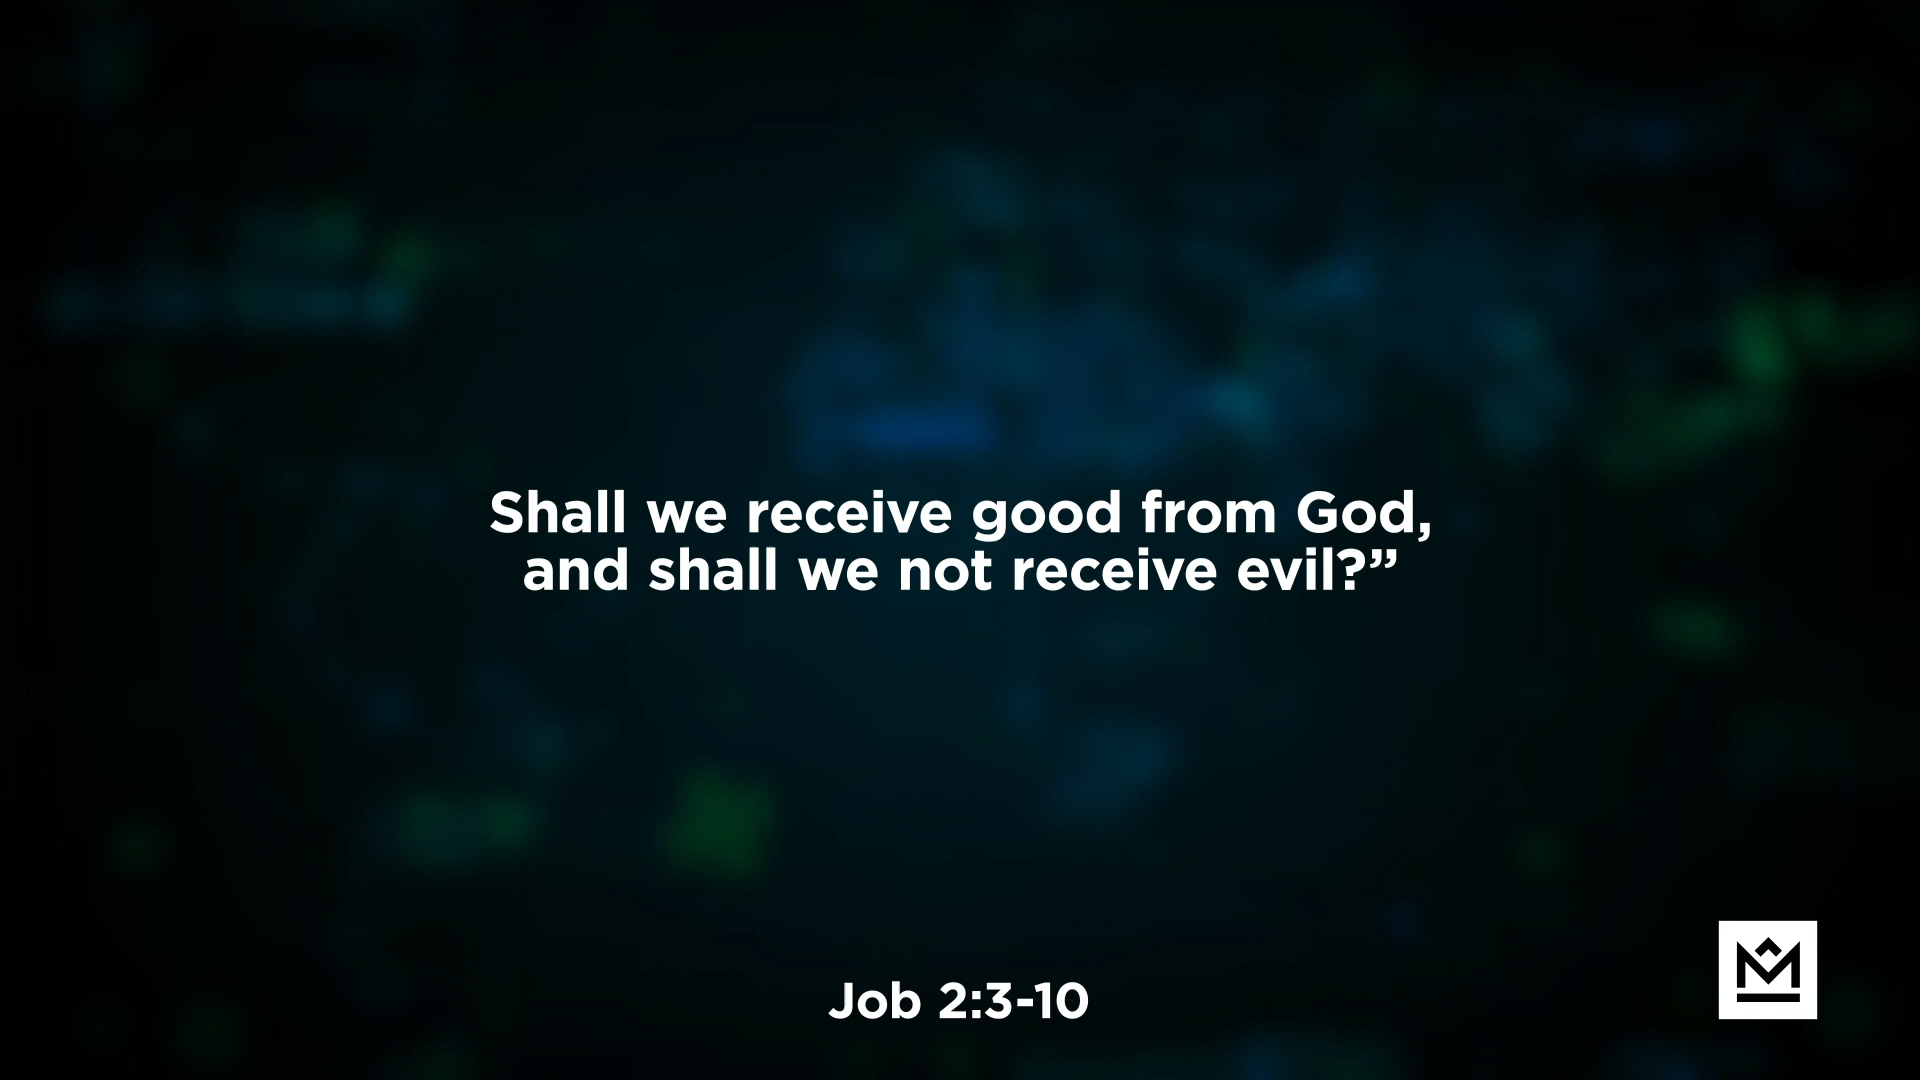 Shall we receive good from God,
and shall we not receive evil?”
Job 2:3-10